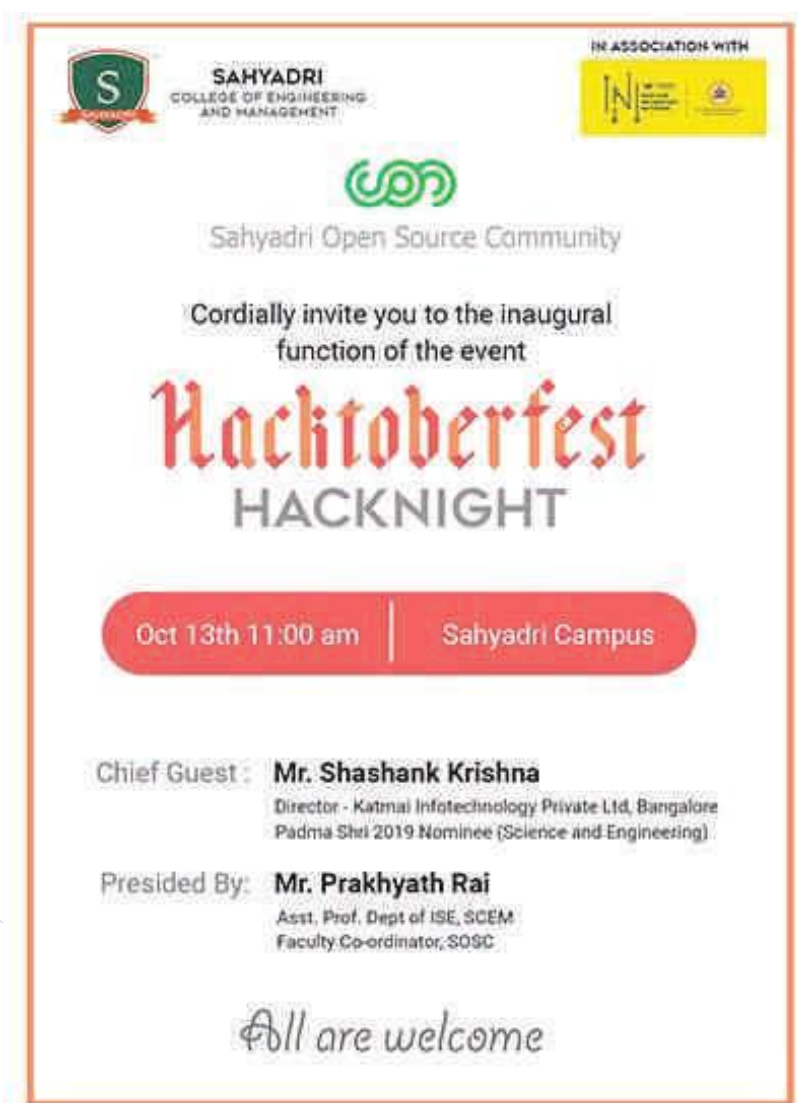 SAHYADRI
COLLEGE OF ENGINEERING
AND MANAGEMENT
IN ASSOCIATION WITH
S
SAHYADRI
N
Sahyadri Open Source Community
Cordially invite you to the inaugural
function of the event
Hacktoberfest
HACKNIGHT
Oct 13th 11:00 am
Sahyadri Campus
Chief Guest : Mr. Shashank Krishna
Director - Katmai Infotechnology Private Ltd, Bangalore
Padma Shri 2019 Nominee (Science and Engineering)
Presided By: Mr. Prakhyath Rai
Asst. Prof. Dept of ISE, SCEM
Faculty Co-ordinator, SOSC
All are welcome